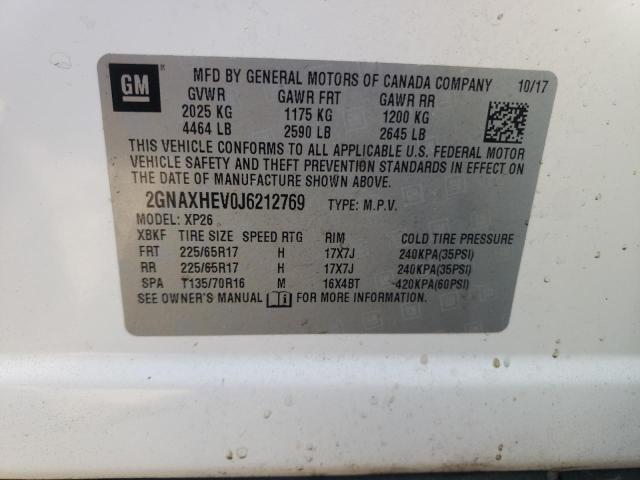 GM
MFD BY GENERAL MOTORS OF CANADA COMPANY 10/17
GVWR GAWR FRT GAWR RR
2025 KG 1175 KG 1200 KG
4464 LB 2590 LB 2645 LB
THIS VEHICLE CONFORMS TO ALL APPLICABLE U.S. FEDERAL MOTOR
VEHICLE SAFETY AND THEFT PREVENTION STANDARDS IN EFFECT ON
THE DATE OF MANUFACTURE SHOWN ABOVE.
2GNAXHEV0J6212769 TYPE: M.P.V.
MODEL: XP26
XBKF TIRE SIZE SPEED RTG RIM COLD TIRE PRESSURE
FRT 225/65R17 H 17X7J 240KPA(35PSI)
RR 225/65R17 H 17X7J 240KPA(35PSI)
SPA T135/70R16 M 16X4BT 420KPA(60PSI)
SEE OWNER'S MANUAL FOR MORE INFORMATION.